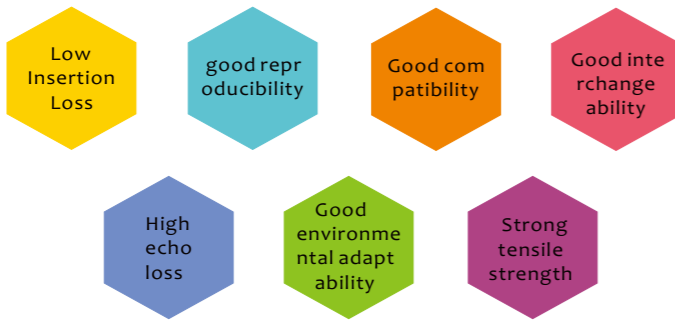 Low
Insertion
Loss
good repr
oducibility
Good com
patibility
Good inte
rchange
ability
High
echo
loss
Good
environme
ntal adapt
ability
Strong
tensile
strength